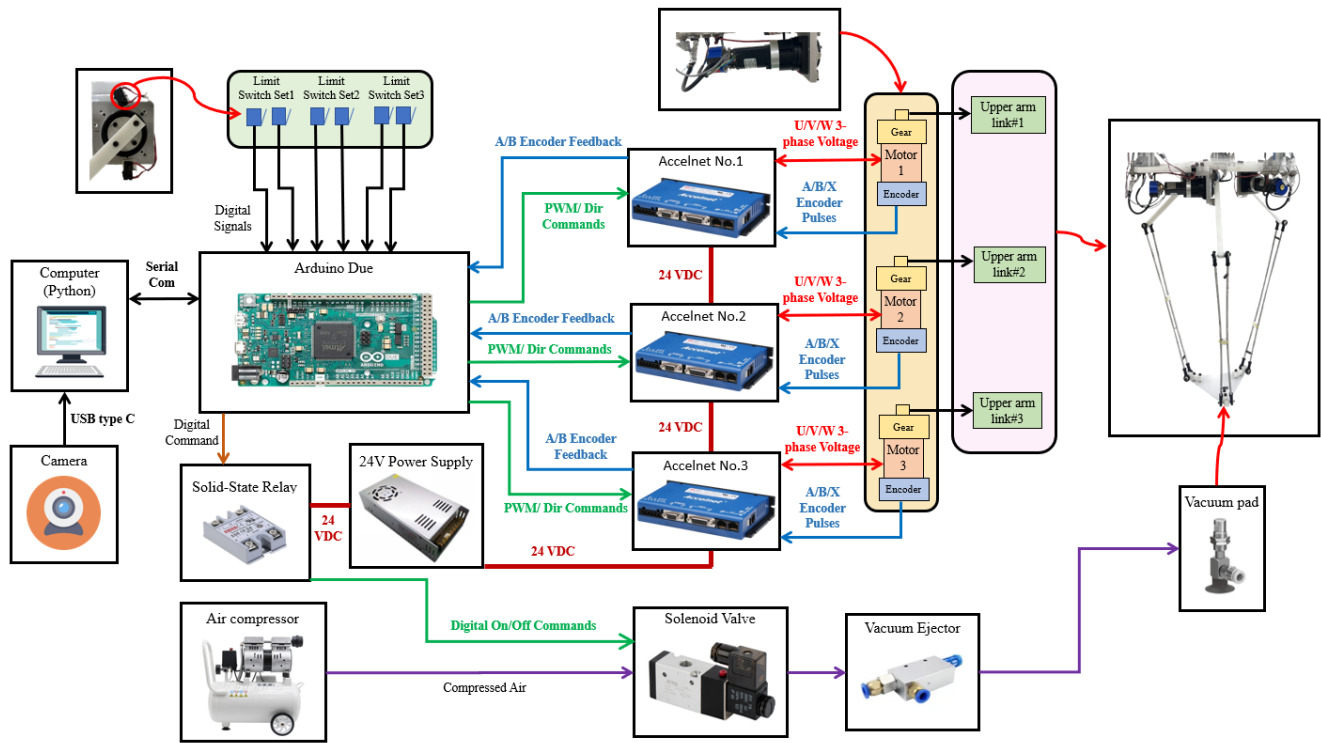 Limit
Switch Set1
Limit
Switch Set2
Limit
Switch Set3
Digital
Signals
A/B Encoder Feedback
PWM/ Dir
Commands
Accelnet No.1
Accelnet
U/V/W 3-
phase Voltage
A/B/X
Encoder
Pulses
Gear
Motor
1
Encoder
Upper arm
link#1
Computer
(Python)
Serial
Com
Arduino Due
ARDUINO
DUE
24 VDC
A/B Encoder Feedback
PWM/ Dir Commands
Accelnet No.2
Accelnet
U/V/W 3-
phase Voltage
A/B/X
Encoder
Pulses
Gear
Motor
2
Encoder
Upper arm
link#2
USB type C
Camera
Digital
Command
24 VDC
A/B Encoder
Feedback
PWM/ Dir Commands
Accelnet No.3
Accelnet
U/V/W 3-
phase Voltage
A/B/X
Encoder
Pulses
Gear
Motor
3
Encoder
Upper arm
link#3
Solid-State Relay
24
VDC
24V Power Supply
24 VDC
Vacuum pad
Air compressor
Digital On/Off Commands
Compressed Air
Solenoid Valve
Vacuum Ejector